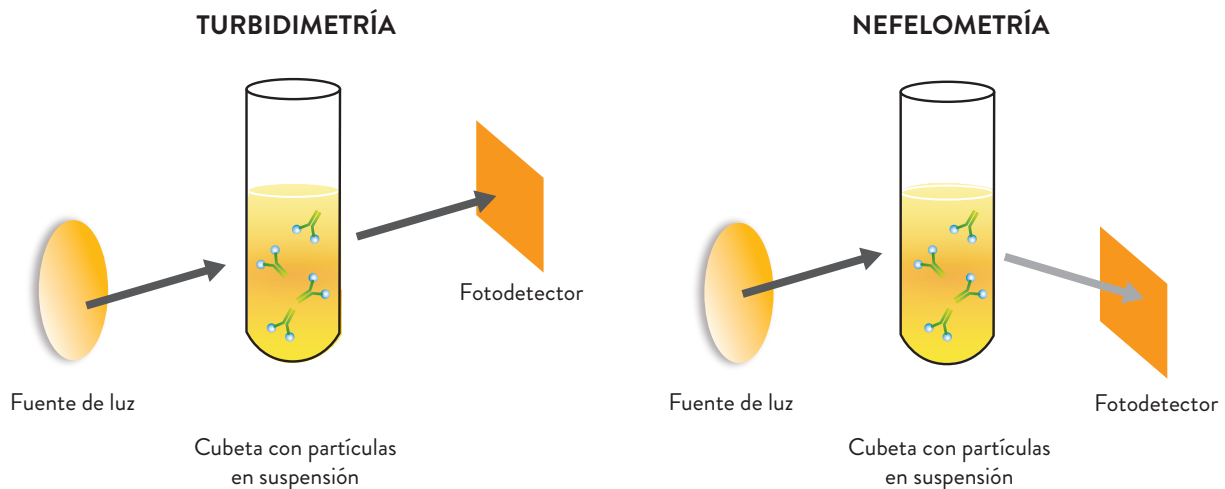 TURBIDIMETRÍA
Fotodetector
Fuente de luz
Cubeta con partículas
en suspensión
NEFELOMETRÍA
Fuente de luz
Fotodetector
Cubeta con partículas
en suspensión